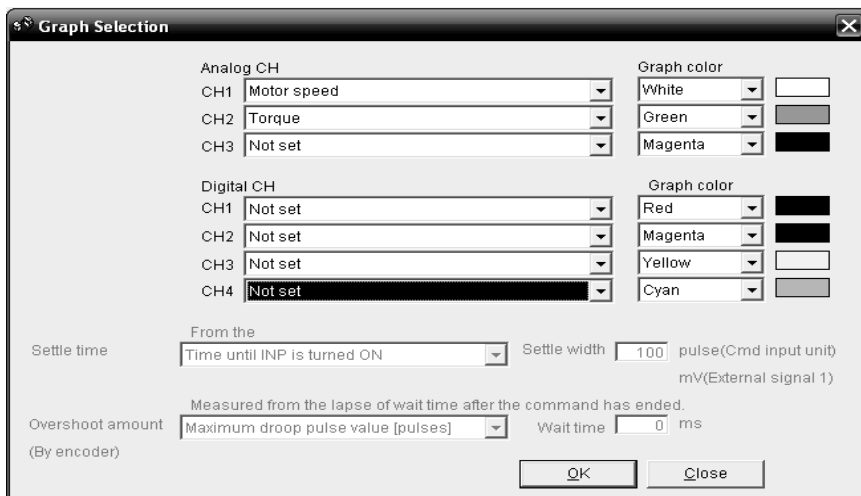 Graph Selection
Analog CH Graph color
CH1 Motor speed White
CH2 Torque Green
CH3 Not set Magenta
Digital CH Graph color
CH1 Not set Red
CH2 Not set Magenta
CH3 Not set Yellow
CH4 Not set Cyan
From the
Settle time Time until INP is turned ON Settle width 100 pulse(Cmd input unit)
mV(External signal 1)
Measured from the lapse of wait time after the command has ended.
Overshoot amount Maximum droop pulse value [pulses] Wait time 0 ms
(By encoder)
OK Close